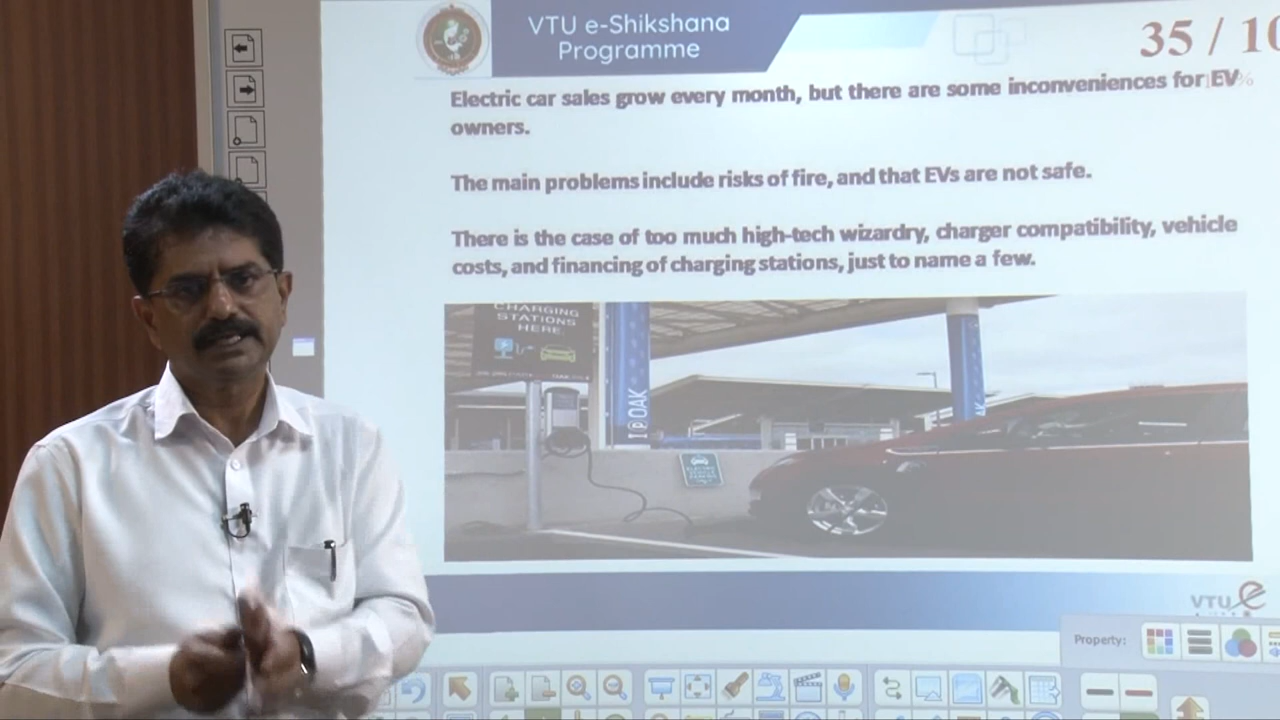 VTU e-Shikshana
Programme
35 / 10
Electric car sales grow every month, but there are some inconveniences for EV
owners.
The main problems include risks of fire, and that EVs are not safe.
There is the case of too much high-tech wizardry, charger compatibility, vehicle
costs, and financing of charging stations, just to name a few.
CHARGING
STATIONS
HERE
I@OAK
VTU
Property: